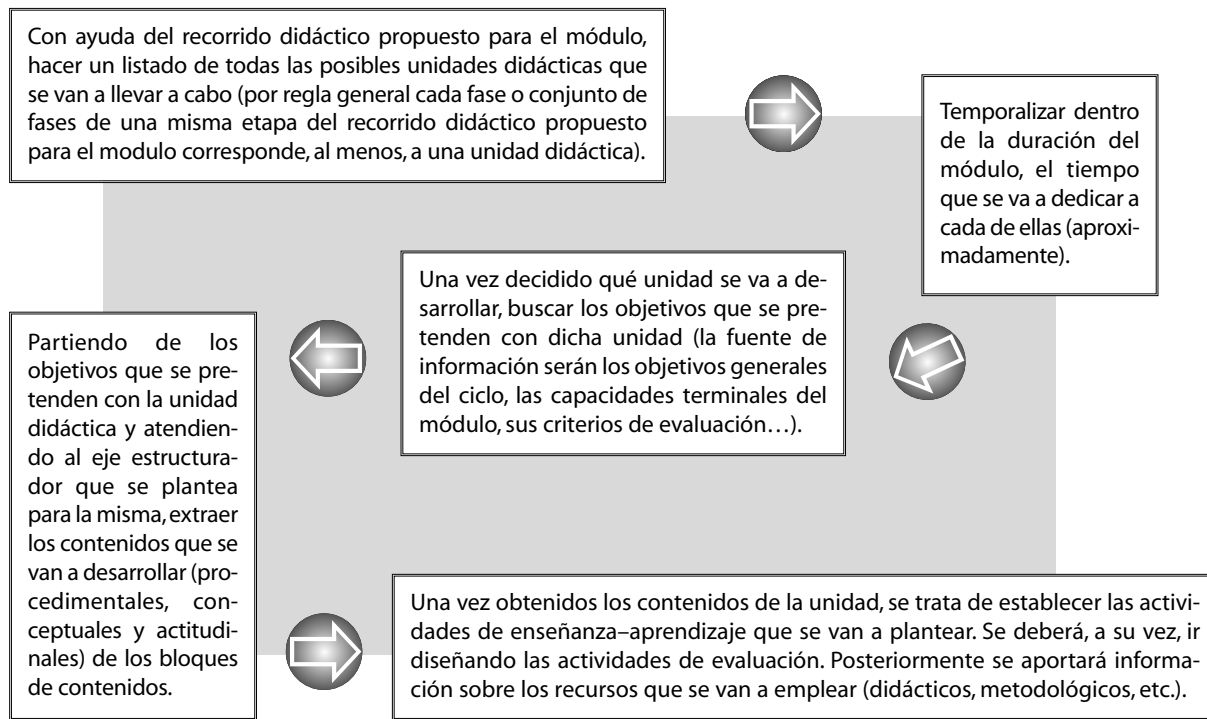 Con ayuda del recorrido didáctico propuesto para el módulo,
hacer un listado de todas las posibles unidades didácticas que
se van a llevar a cabo (por regla general cada fase o conjunto de
fases de una misma etapa del recorrido didáctico propuesto
para el modulo corresponde, al menos, a una unidad didáctica).
Temporalizar dentro
de la duración del
módulo, el tiempo
que se va a dedicar a
cada de ellas (aproxi-
madamente).
Una vez decidido qué unidad se va a de-
sarrollar, buscar los objetivos que se pre-
tenden con dicha unidad (la fuente de
información serán los objetivos generales
del ciclo, las capacidades terminales del
módulo, sus criterios de evaluación…).
Partiendo de los
objetivos que se pre-
tenden con la unidad
didáctica y atendien-
do al eje estructura-
dor que se plantea
para la misma, extraer
los contenidos que se
van a desarrollar (pro-
cedimentales, con-
ceptuales y actitudi-
nales) de los bloques
de contenidos.
Una vez obtenidos los contenidos de la unidad, se trata de establecer las activi-
dades de enseñanza–aprendizaje que se van a plantear. Se deberá, a su vez, ir
diseñando las actividades de evaluación. Posteriormente se aportará informa-
ción sobre los recursos que se van a emplear (didácticos, metodológicos, etc.).